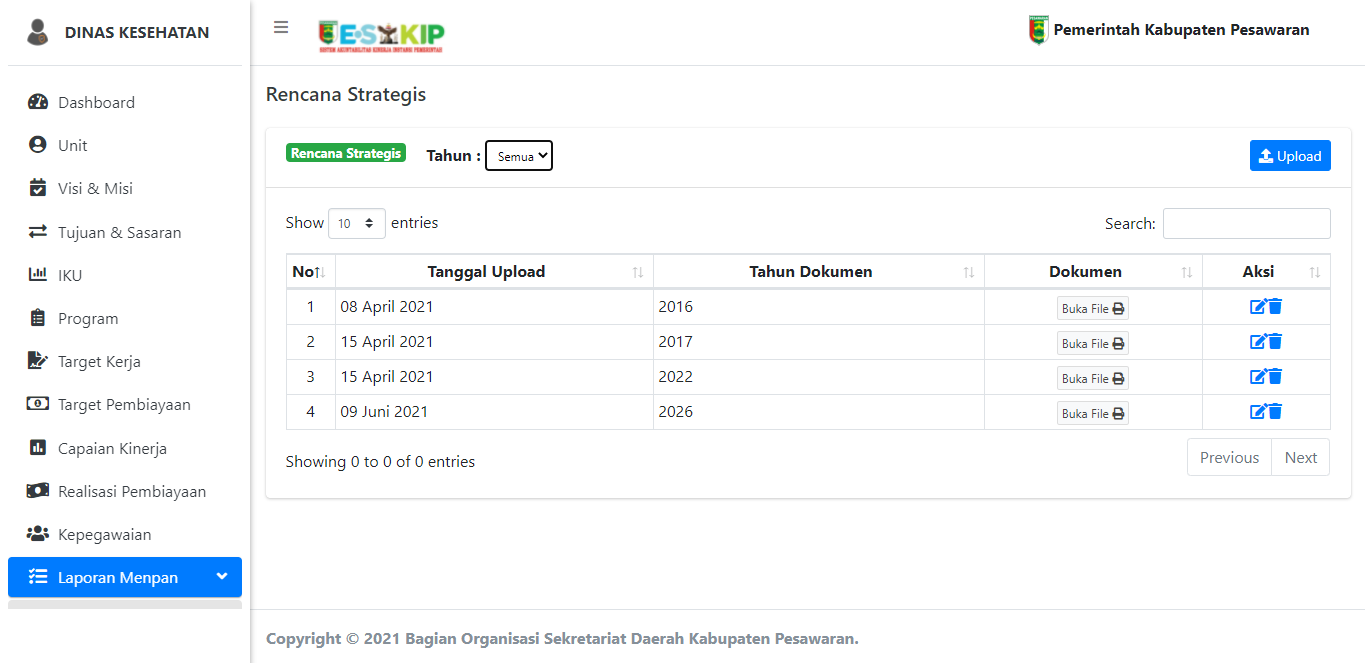 DINAS KESEHATAN
Dashboard
Unit
Visi & Misi
Tujuan & Sasaran
IKU
Program
Target Kerja
Target Pembiayaan
Capaian Kinerja
Realisasi Pembiayaan
Kepegawaian
Laporan Menpan
E-S KIP
SISTEM AKUNTABILITAS KINERJA INSTANSI PEMERINTAH
Pemerintah Kabupaten Pesawaran
Rencana Strategis
Rencana Strategis Tahun : Semua Upload
Show 10 entries Search:
No Tanggal Upload Tahun Dokumen Dokumen Aksi
1 08 April 2021 2016 Buka File
2 15 April 2021 2017 Buka File
3 15 April 2021 2022 Buka File
4 09 Juni 2021 2026 Buka File
Showing 0 to 0 of 0 entries Previous Next
Copyright © 2021 Bagian Organisasi Sekretariat Daerah Kabupaten Pesawaran.